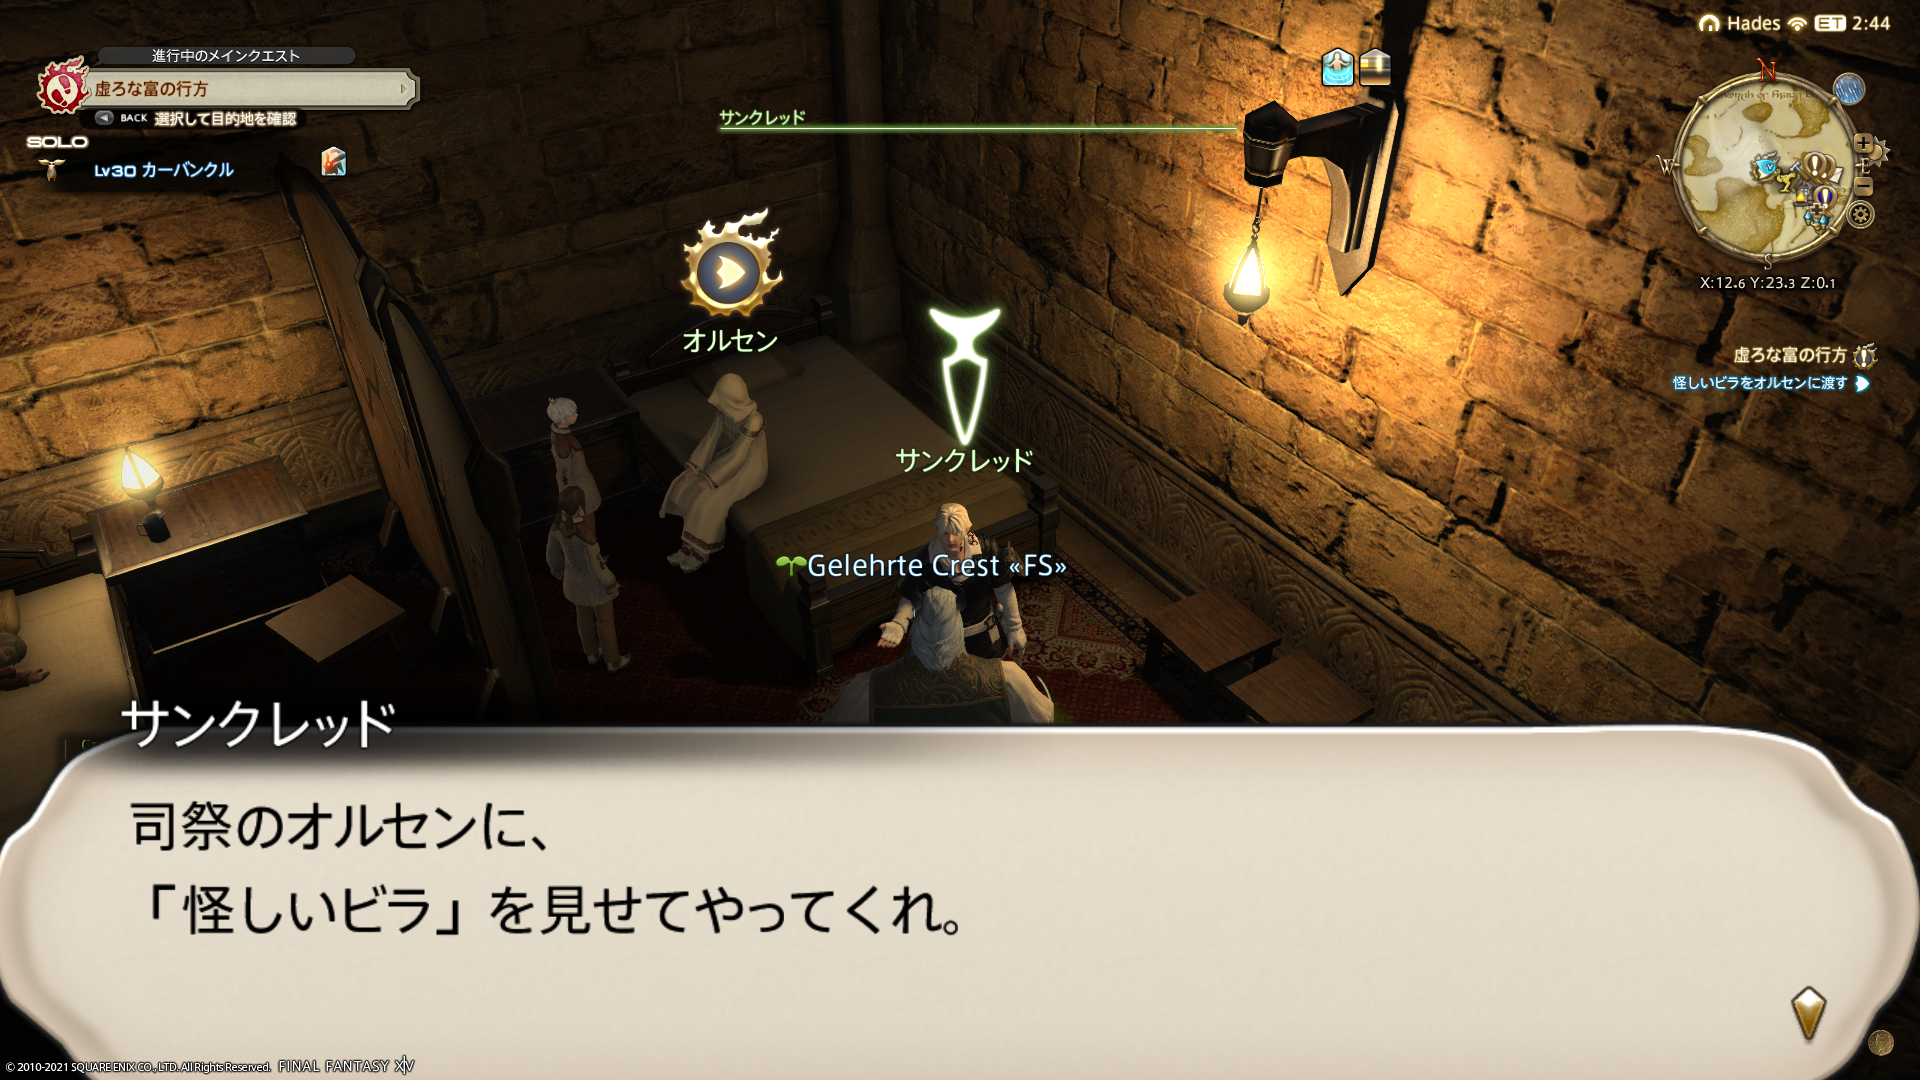 Hades ET 2:44
進行中のメインクエスト
虚ろな富の行方
BACK 選択して目的地を確認
SOLO
Lv30 カーバンクル
サンクレッド
N
W
E
S
X:12.6 Y:23.3 Z:0.1
虚ろな富の行方
怪しいビラをオルセンに渡す
オルセン
サンクレッド
Gelehrte Crest «FS»
サンクレッド
司祭のオルセンに、
「怪しいビラ」を見せてやってくれ。
© 2010-2021 SQUARE ENIX CO., LTD. All Rights Reserved. FINAL FANTASY XIV